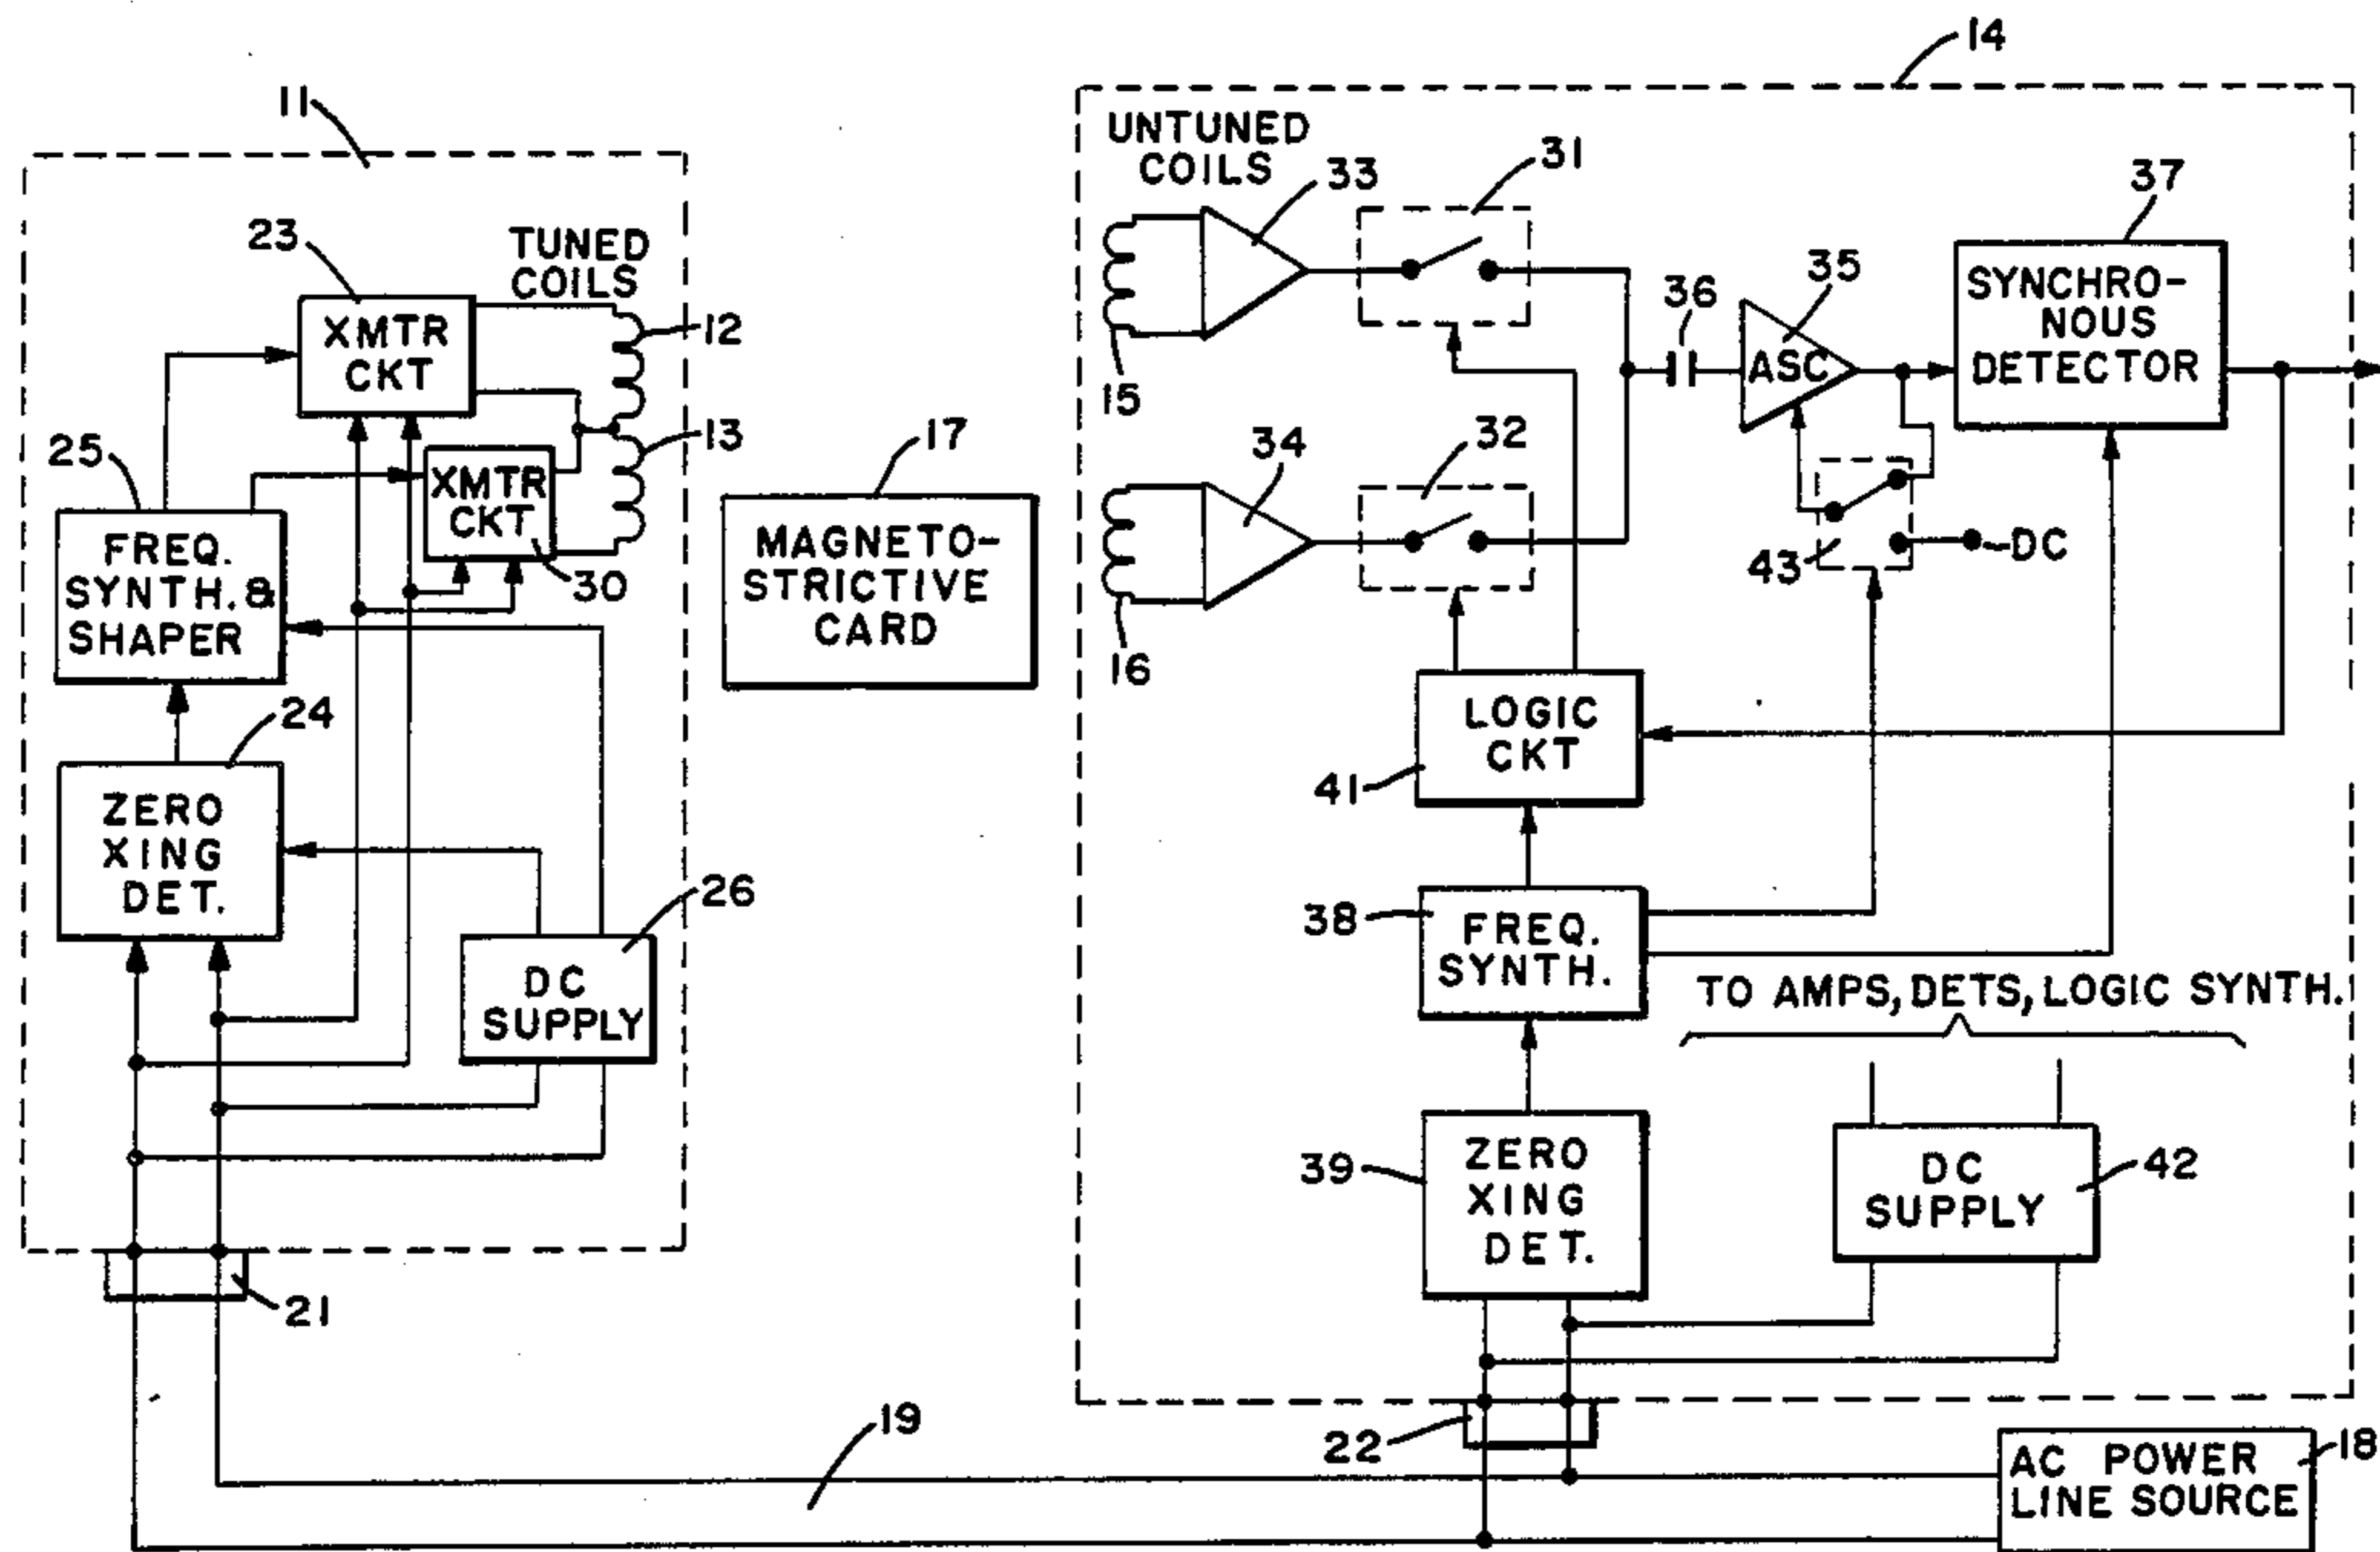 14
11
UNTUNED
COILS
33
31
37
23
TUNED
COILS
XMTR
CKT
12
15
36
35
ASC
SYNCHRO-
NOUS
DETECTOR
25
13
17
34
32
XMTR
CKT
30
FREQ.
SYNTH. &
SHAPER
MAGNETO-
STRICTIVE
CARD
16
43
-DC
24
LOGIC
CKT
41
ZERO
XING
DET.
26
38
FREQ.
SYNTH.
DC
SUPPLY
TO AMPS, DETS, LOGIC SYNTH.
39
ZERO
XING
DET.
DC
SUPPLY
42
21
19
22
AC POWER
LINE SOURCE
18